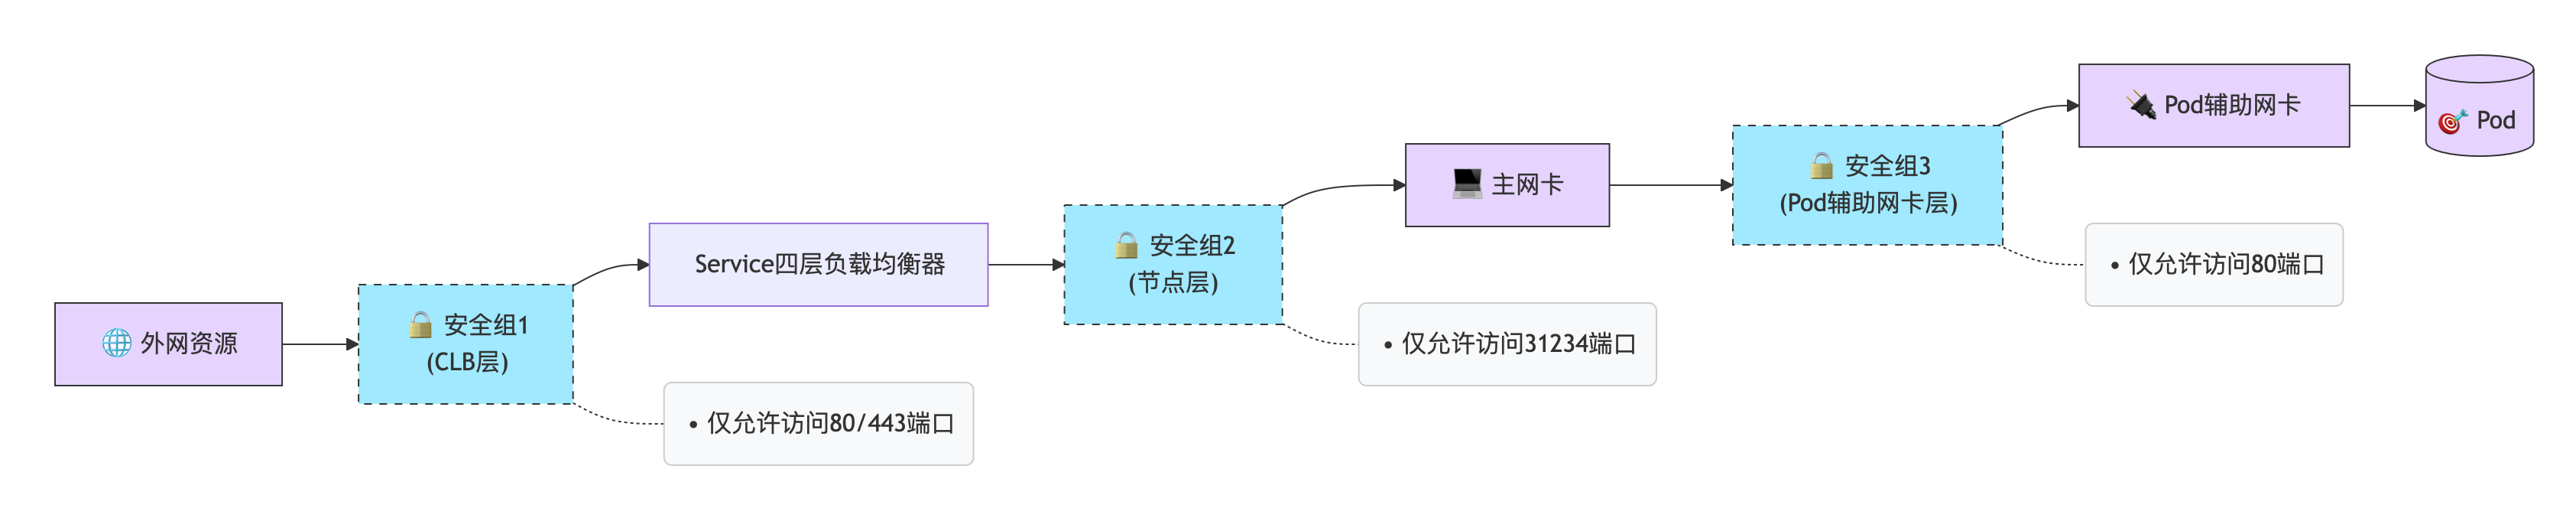 外网资源
安全组1
(CLB层)
• 仅允许访问80/443端口
Service四层负载均衡器
安全组2
(节点层)
• 仅允许访问31234端口
主网卡
安全组3
(Pod辅助网卡层)
• 仅允许访问80端口
Pod辅助网卡
Pod